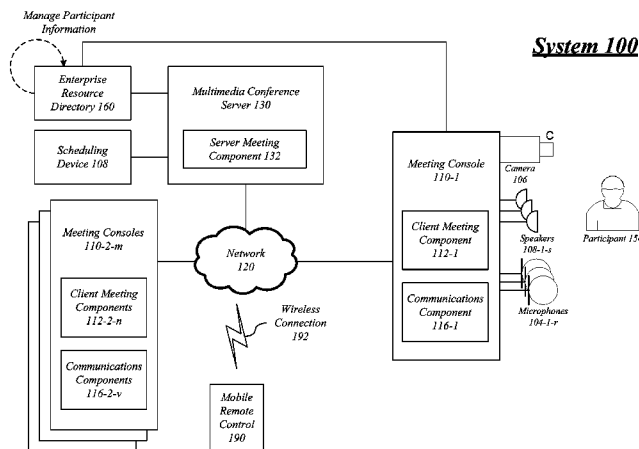 Manage Participant
Information
System 100
Enterprise
Resource
Directory 160
Multimedia Conference
Server 130
Server Meeting
Component 132
Scheduling
Device 108
Meeting Console
110-1
C
Camera
106
Client Meeting
Component
112-1
Speakers
108-1-s
Participant 154
Communications
Component
116-1
Microphones
104-1-r
Meeting Consoles
110-2-m
Client Meeting
Components
112-2-n
Communications
Components
116-2-v
Network
120
Wireless
Connection
192
Mobile
Remote
Control
190